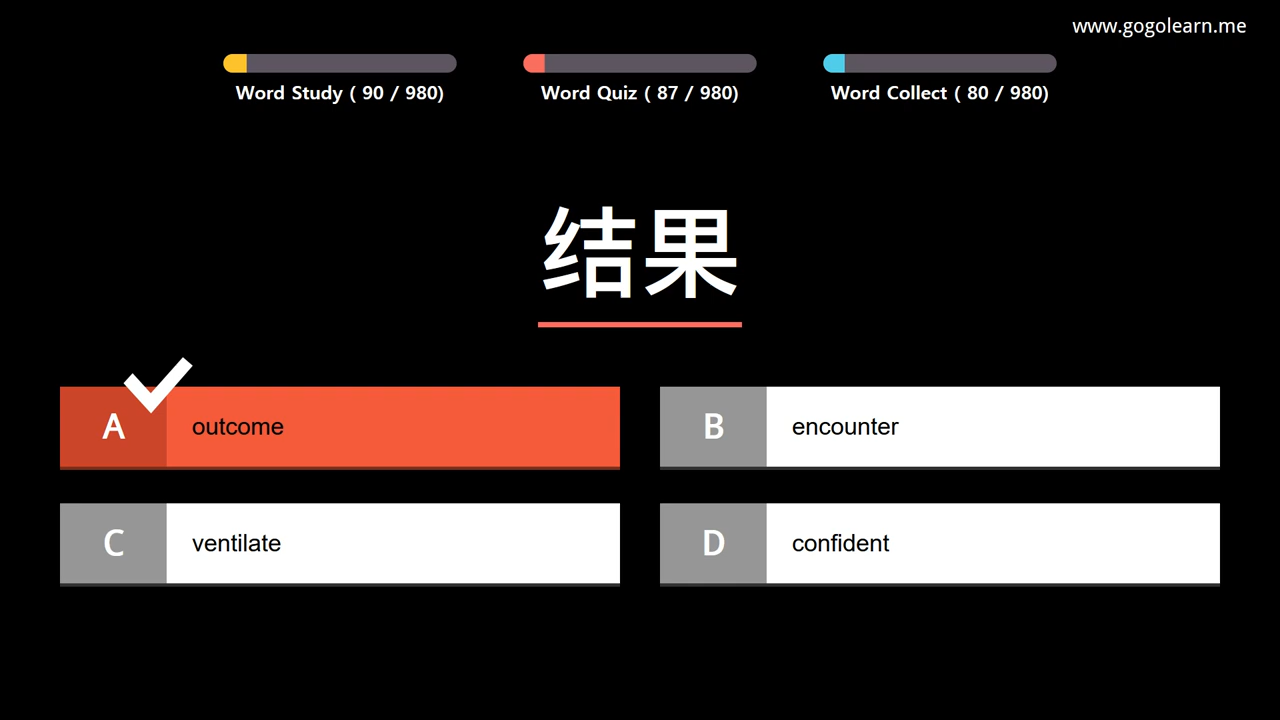 www.gogolearn.me
Word Study ( 90 / 980)
Word Quiz ( 87 / 980)
Word Collect ( 80 / 980)
结果
A outcome
B encounter
C ventilate
D confident